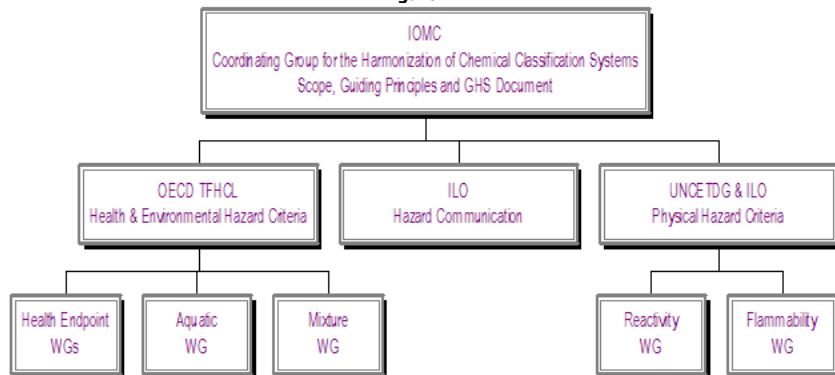 IOMC
Coordinating Group for the Harmonization of Chemical Classification Systems
Scope, Guiding Principles and GHS Document
OECD TFHCL
Health & Environmental Hazard Criteria
ILO
Hazard Communication
UNCETDG & ILO
Physical Hazard Criteria
Health Endpoint
WGs
Aquatic
WG
Mixture
WG
Reactivity
WG
Flammability
WG